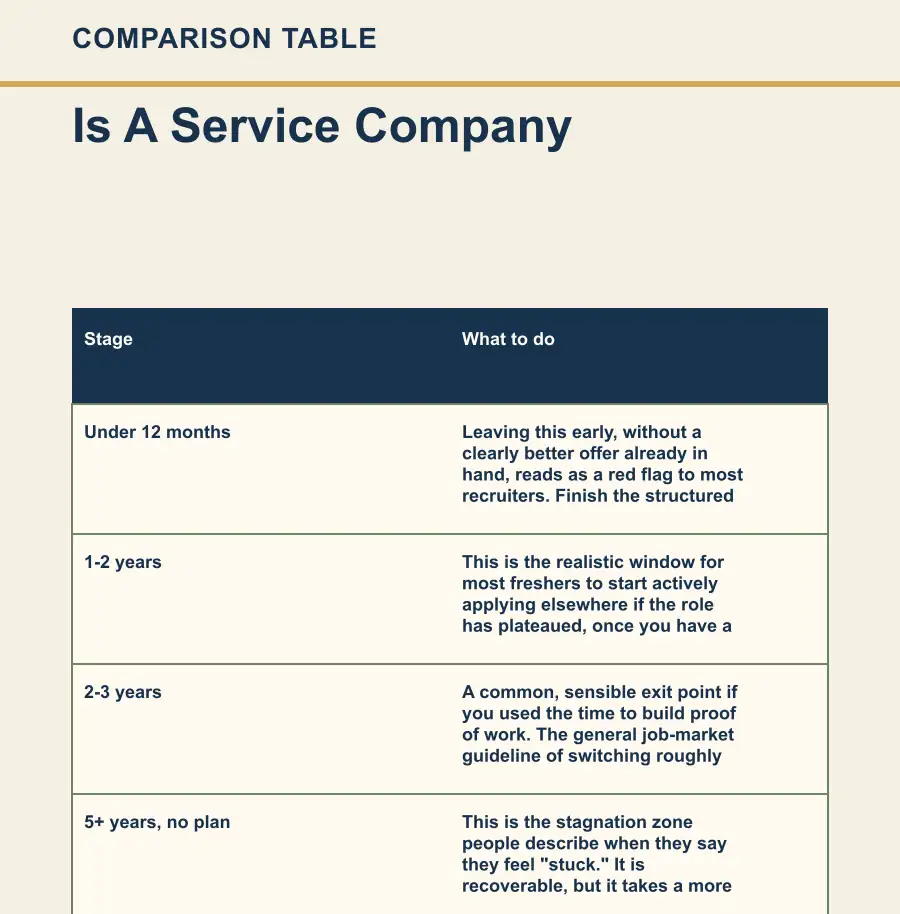 COMPARISON TABLE
Is A Service Company
Stage
What to do
Under 12 months
Leaving this early, without a
clearly better offer already in
hand, reads as a red flag to most
recruiters. Finish the structured
1-2 years
This is the realistic window for
most freshers to start actively
applying elsewhere if the role
has plateaued, once you have a
2-3 years
A common, sensible exit point if
you used the time to build proof
of work. The general job-market
guideline of switching roughly
5+ years, no plan
This is the stagnation zone
people describe when they say
they feel "stuck." It is
recoverable, but it takes a more